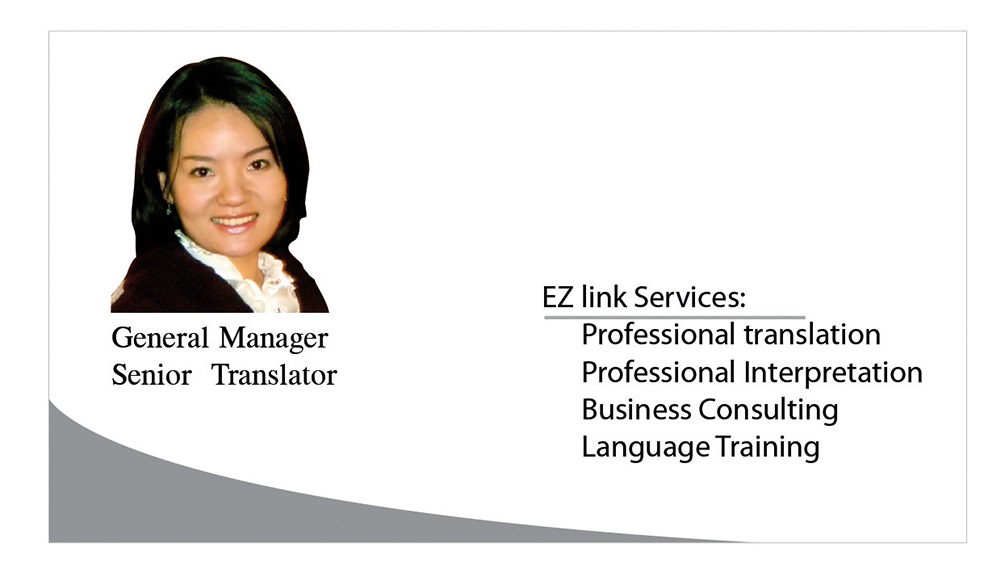 General Manager
Senior Translator
EZ link Services:
Professional translation
Professional Interpretation
Business Consulting
Language Training